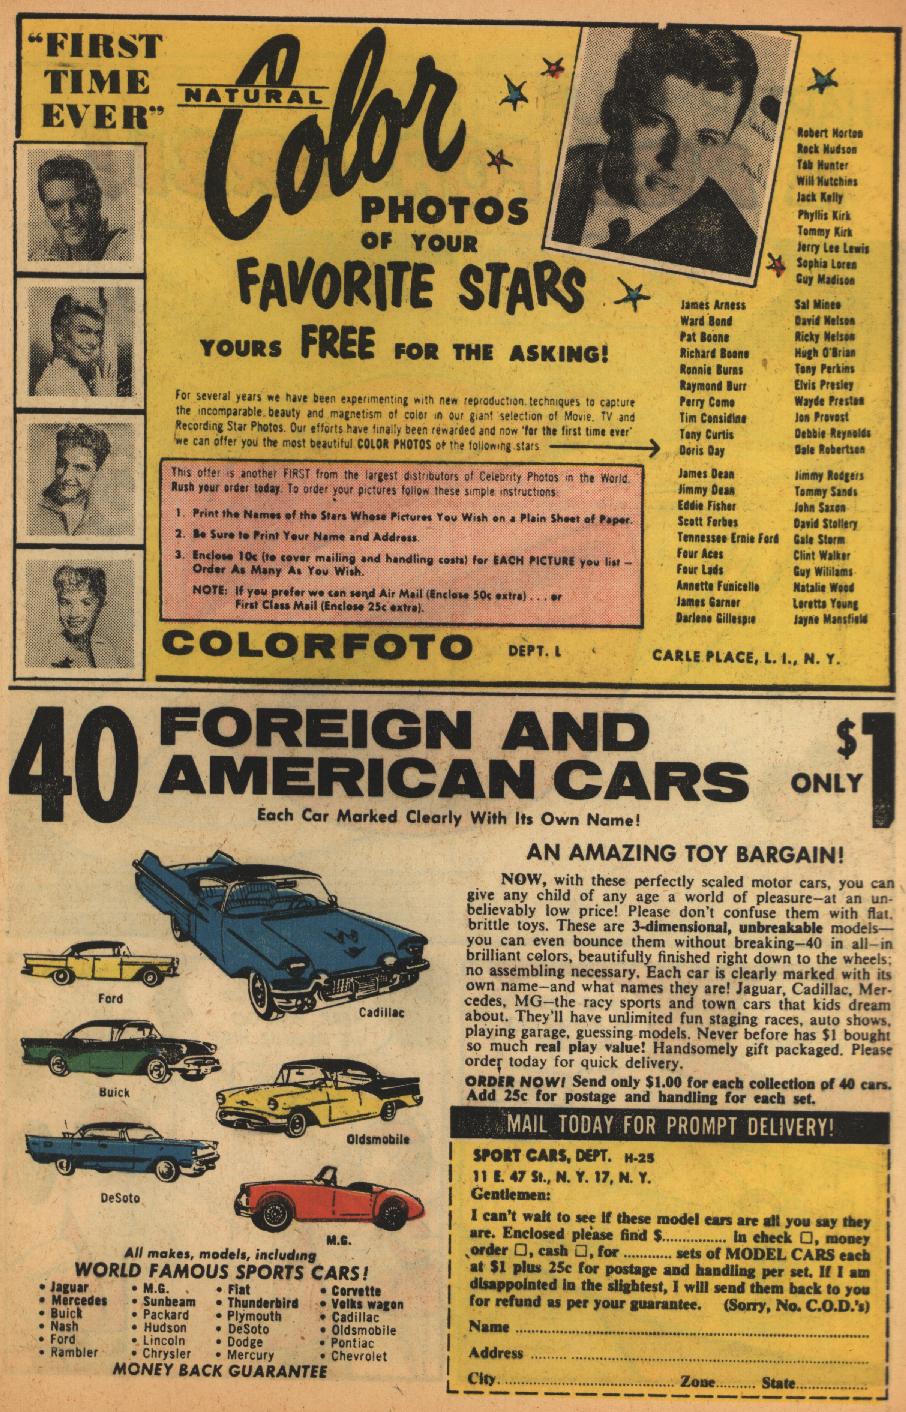 "FIRST
TIME
EVER"
NATURAL
Color
PHOTOS
OF YOUR
FAVORITE STARS
YOURS FREE FOR THE ASKING!
For several years we have been experimenting with new reproduction techniques to capture
the incomparable beauty and magnetism of color in our giant selection of Movie, TV and
Recording Star Photos. Our efforts have finally been rewarded and now 'for the first time ever'
we can offer you the most beautiful COLOR PHOTOS of the following stars
This offer is another FIRST from the largest distributors of Celebrity Photos in the World.
Rush your order today. To order your pictures follow these simple instructions:
1. Print the Names of the Stars Whose Pictures You Wish on a Plain Sheet of Paper.
2. Be Sure to Print Your Name and Address.
3. Enclose 10c (to cover mailing and handling costs) for EACH PICTURE you list —
Order As Many As You Wish.
NOTE: If you prefer we can send Air Mail (Enclose 50c extra) . . . or
First Class Mail (Enclose 25c extra).
Robert Horton
Rock Hudson
Tab Hunter
Will Hutchins
Jack Kelly
Phyllis Kirk
Tommy Kirk
Jerry Lee Lewis
Sophia Loren
Guy Madison
James Arness
Ward Bond
Pat Boone
Richard Boone
Ronnie Burns
Raymond Burr
Perry Como
Tim Considine
Tony Curtis
Doris Day
James Dean
Jimmy Dean
Eddie Fisher
Scott Forbes
Tennessee Ernie Ford
Four Aces
Four Lads
Annette Funicello
James Garner
Darlene Gillespie
Sal Mineo
David Nelson
Ricky Nelson
Hugh O'Brian
Tony Perkins
Elvis Presley
Wayde Preston
Jon Provost
Debbie Reynolds
Dale Robertson
Jimmy Rodgers
Tommy Sands
John Saxon
David Stollery
Gale Storm
Clint Walker
Guy Williams
Natalie Wood
Loretta Young
Jayne Mansfield
COLORFOTO DEPT. L CARLE PLACE, L. I., N. Y.
40 FOREIGN AND
AMERICAN CARS
ONLY $1
Each Car Marked Clearly With Its Own Name!
Ford
Cadillac
Buick
Oldsmobile
DeSoto
M.G.
All makes, models, including
WORLD FAMOUS SPORTS CARS!
• Jaguar
• Mercedes
• Buick
• Nash
• Ford
• Rambler
• M.G.
• Sunbeam
• Packard
• Hudson
• Lincoln
• Chrysler
• Fiat
• Thunderbird
• Plymouth
• DeSoto
• Dodge
• Mercury
• Corvette
• Volks wagon
• Cadillac
• Oldsmobile
• Pontiac
• Chevrolet
MONEY BACK GUARANTEE
AN AMAZING TOY BARGAIN!
NOW, with these perfectly scaled motor cars, you can
give any child of any age a world of pleasure—at an un-
believably low price! Please don't confuse them with flat,
brittle toys. These are 3-dimensional, unbreakable models—
you can even bounce them without breaking—40 in all—in
brilliant colors, beautifully finished right down to the wheels;
no assembling necessary. Each car is clearly marked with its
own name—and what names they are! Jaguar, Cadillac, Mer-
cedes, MG—the racy sports and town cars that kids dream
about. They'll have unlimited fun staging races, auto shows,
playing garage, guessing models. Never before has $1 bought
so much real play value! Handsomely gift packaged. Please
order today for quick delivery.
ORDER NOW! Send only $1.00 for each collection of 40 cars.
Add 25c for postage and handling for each set.
MAIL TODAY FOR PROMPT DELIVERY!
SPORT CARS, DEPT. H-25
11 E. 47 St., N. Y. 17, N. Y.
Gentlemen:
I can't wait to see if these model cars are all you say they
are. Enclosed please find $............... in check □, money
order □, cash □, for ........... sets of MODEL CARS each
at $1 plus 25c for postage and handling per set. If I am
disappointed in the slightest, I will send them back to you
for refund as per your guarantee. (Sorry, No. C.O.D.'s)
Name ................................................
Address ................................................
City.............................. Zone......... State....................